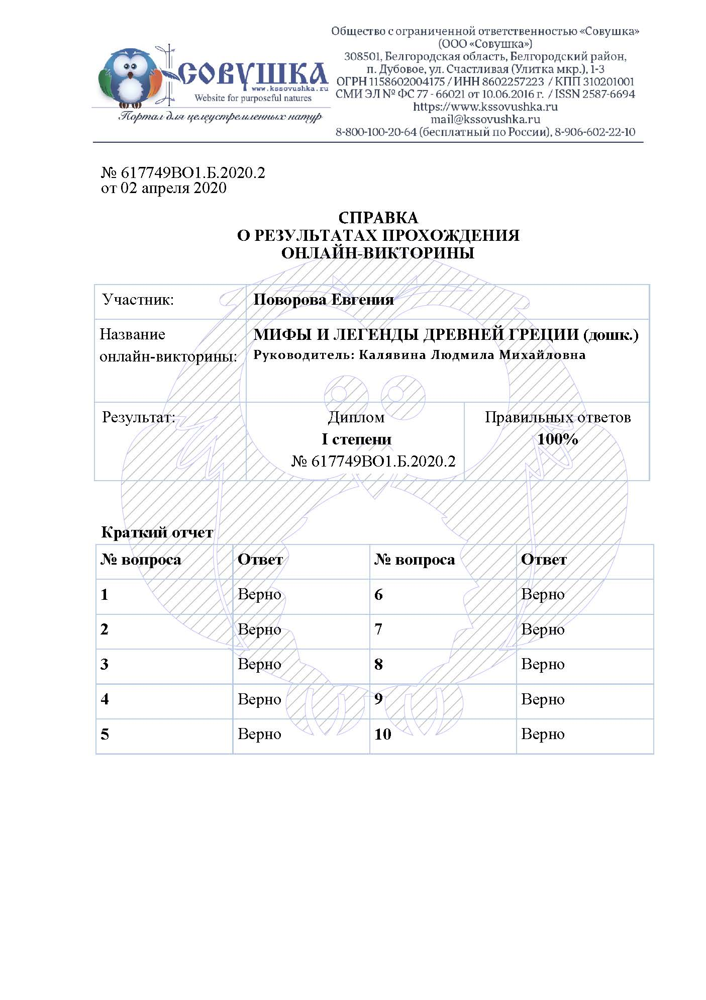 СОВУШКА
www.kssovushka.ru
Website for purposeful natures
Портал для целеустремленных натур
Общество с ограниченной ответственностью «Совушка»
(ООО «Совушка»)
308501, Белгородская область, Белгородский район,
п. Дубовое, ул. Счастливая (Улитка мкр.), 1-3
ОГРН 1158602004175 / ИНН 8602257223 / КПП 310201001
СМИ ЭЛ № ФС 77 - 66021 от 10.06.2016 г. / ISSN 2587-6694
https://www.kssovushka.ru
mail@kssovushka.ru
8-800-100-20-64 (бесплатный по России), 8-906-602-22-10
№ 617749ВО1.Б.2020.2
от 02 апреля 2020
СПРАВКА
О РЕЗУЛЬТАТАХ ПРОХОЖДЕНИЯ
ОНЛАЙН-ВИКТОРИНЫ
Участник: Поворова Евгения
Название МИФЫ И ЛЕГЕНДЫ ДРЕВНЕЙ ГРЕЦИИ (дошк.)
онлайн-викторины: Руководитель: Калявина Людмила Михайловна
Результат: Диплом Правильных ответов
I степени 100%
№ 617749ВО1.Б.2020.2
Краткий отчет
№ вопроса Ответ № вопроса Ответ
1 Верно 6 Верно
2 Верно 7 Верно
3 Верно 8 Верно
4 Верно 9 Верно
5 Верно 10 Верно